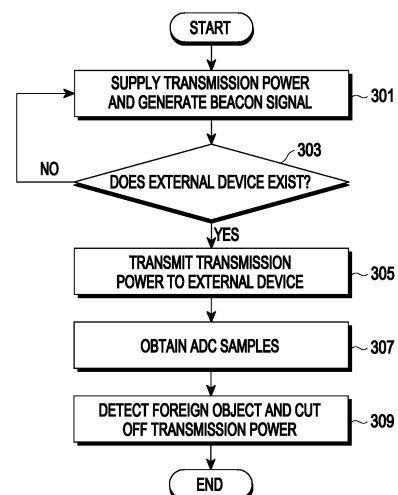 START
SUPPLY TRANSMISSION POWER
AND GENERATE BEACON SIGNAL
301
303
NO
DOES EXTERNAL DEVICE EXIST?
YES
TRANSMIT TRANSMISSION
POWER TO EXTERNAL DEVICE
305
OBTAIN ADC SAMPLES
307
DETECT FOREIGN OBJECT AND CUT
OFF TRANSMISSION POWER
309
END